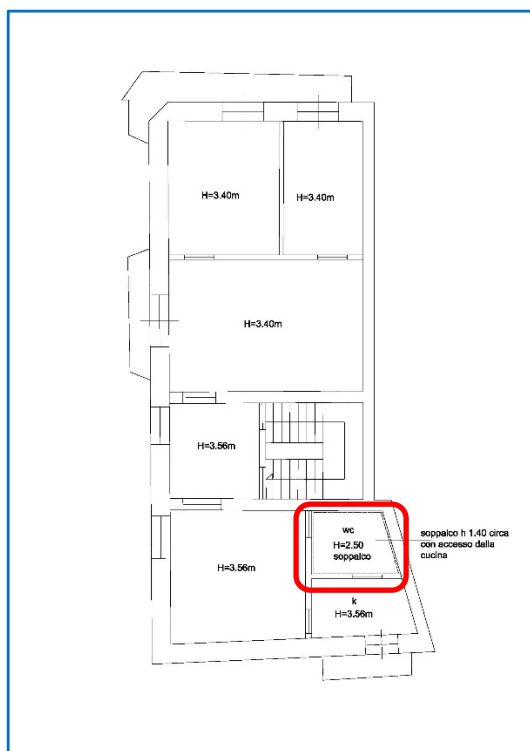 H=3.40m
H=3.40m
H=3.40m
H=3.56m
wc
H=2.50
soppalco
soppalco h 1.40 circa
con accesso dalla
cucina
H=3.56m
k
H=3.56m